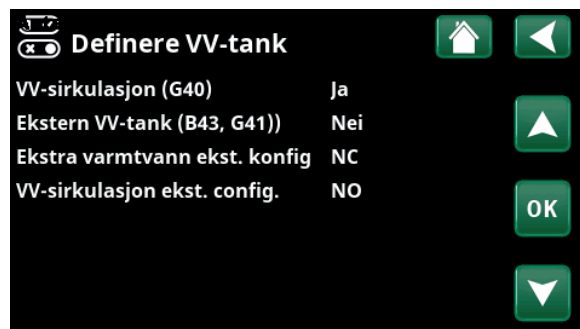 Definere VV-tank
VV-sirkulasjon (G40) Ja
Ekstern VV-tank (B43, G41)) Nei
Ekstra varmtvann ekst. konfig NC
VV-sirkulasjon ekst. config. NO
OK